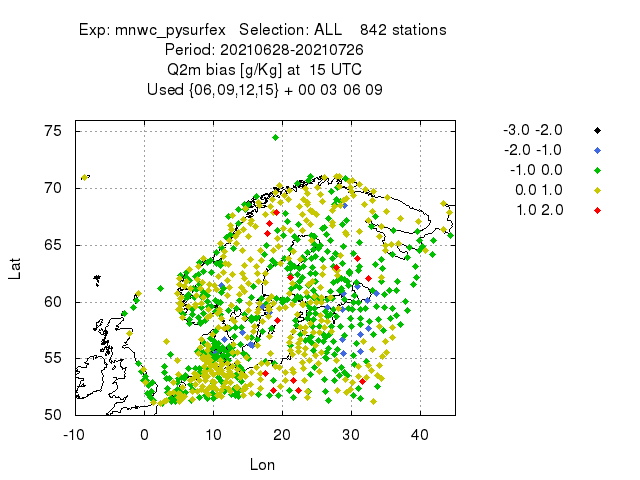 Exp: mnwc_pysurfex   Selection: ALL    842 stations
Period: 20210628-20210726
Q2m bias [g/Kg] at  15 UTC
Used {06,09,12,15} + 00 03 06 09
-3.0 -2.0
-2.0 -1.0
-1.0 0.0
0.0 1.0
1.0 2.0
75
70
65
60
55
50
Lat
-10 0 10 20 30 40
Lon